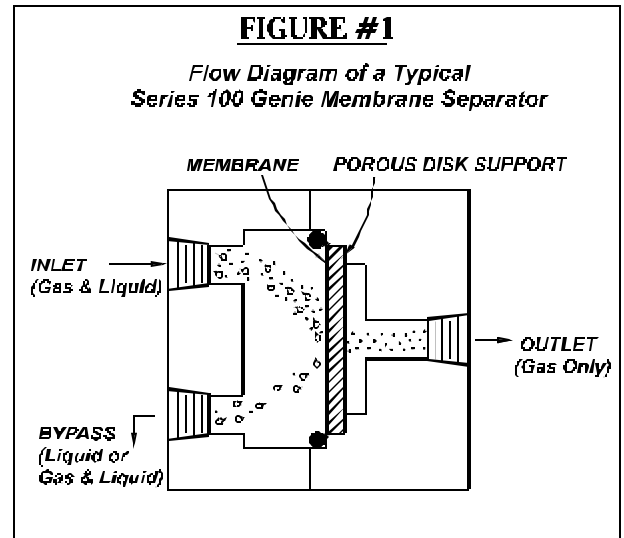 FIGURE #1
Flow Diagram of a Typical
Series 100 Genie Membrane Separator
MEMBRANE
POROUS DISK SUPPORT
INLET
(Gas & Liquid)
OUTLET
(Gas Only)
BYPASS
(Liquid or
Gas & Liquid)